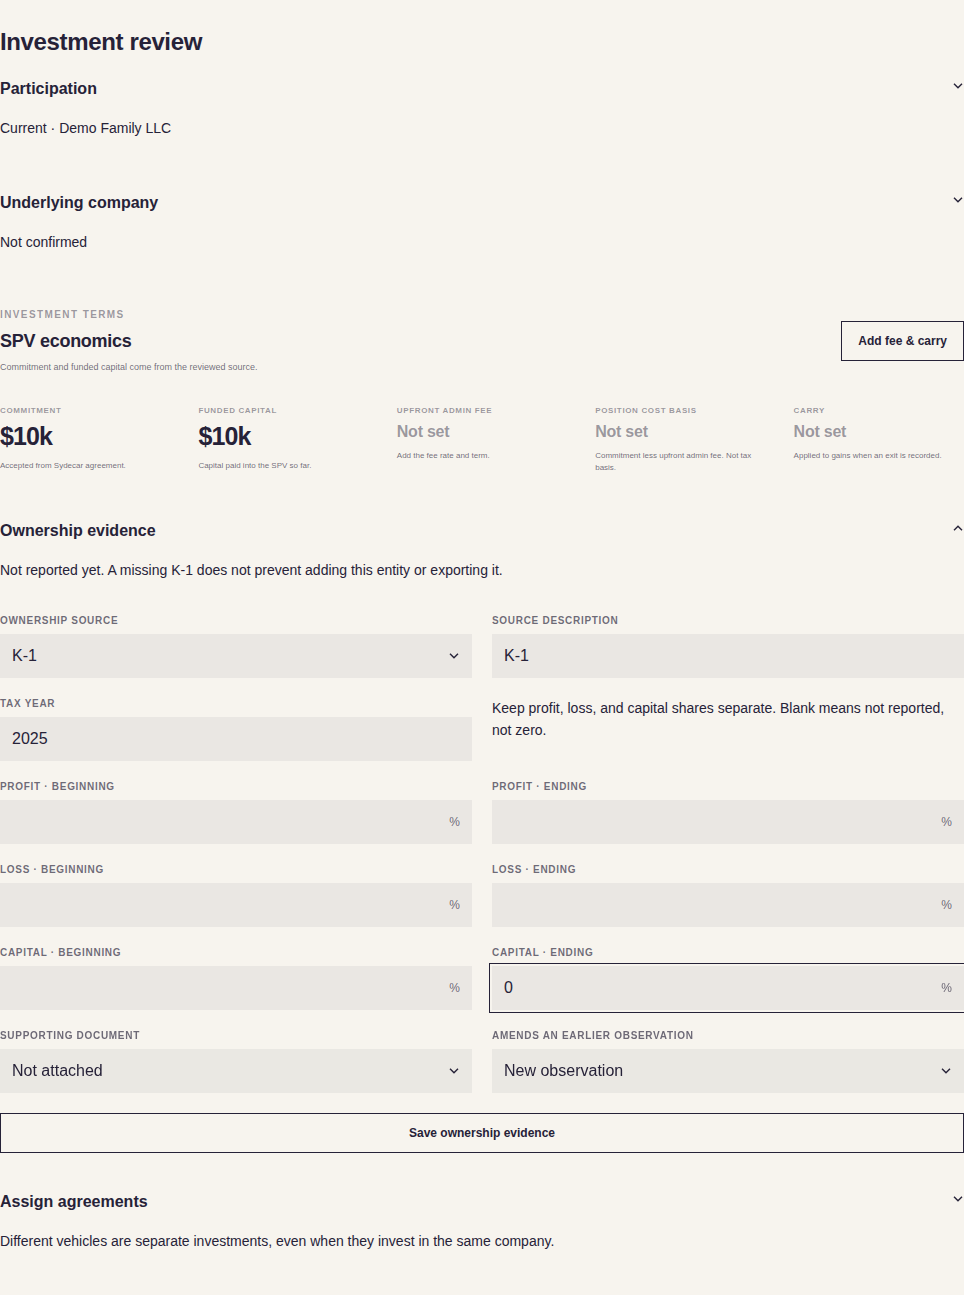 Investment review
Participation
Current · Demo Family LLC
Underlying company
Not confirmed
INVESTMENT TERMS
SPV economics
Add fee & carry
Commitment and funded capital come from the reviewed source.
COMMITMENT
$10k
Accepted from Sydecar agreement.
FUNDED CAPITAL
$10k
Capital paid into the SPV so far.
UPFRONT ADMIN FEE
Not set
Add the fee rate and term.
POSITION COST BASIS
Not set
Commitment less upfront admin fee. Not tax
basis.
CARRY
Not set
Applied to gains when an exit is recorded.
Ownership evidence
Not reported yet. A missing K-1 does not prevent adding this entity or exporting it.
OWNERSHIP SOURCE
K-1
SOURCE DESCRIPTION
K-1
TAX YEAR
2025
Keep profit, loss, and capital shares separate. Blank means not reported,
not zero.
PROFIT · BEGINNING
%
PROFIT · ENDING
%
LOSS · BEGINNING
%
LOSS · ENDING
%
CAPITAL · BEGINNING
%
CAPITAL · ENDING
0 %
SUPPORTING DOCUMENT
Not attached
AMENDS AN EARLIER OBSERVATION
New observation
Save ownership evidence
Assign agreements
Different vehicles are separate investments, even when they invest in the same company.